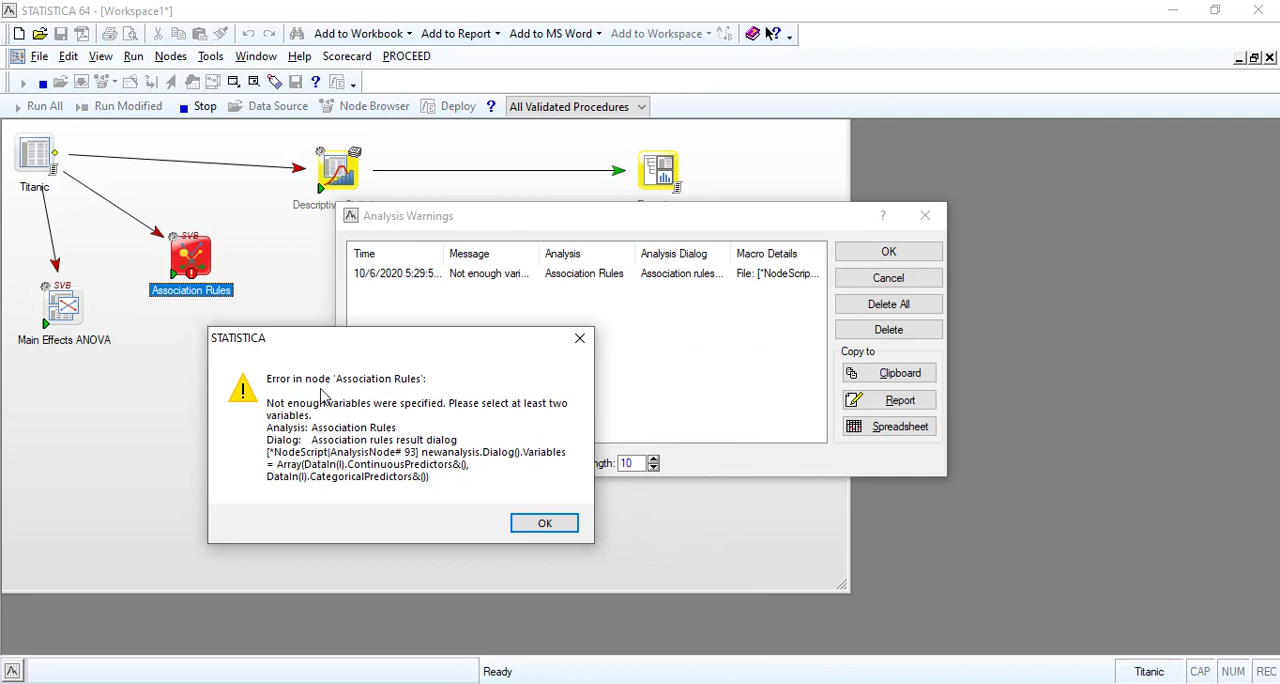 STATISTICA 64 - [Workspace1*]
Add to Workbook Add to Report Add to MS Word Add to Workspace
File Edit View Run Nodes Tools Window Help Scorecard PROCEED
Run All Run Modified Stop Data Source Node Browser Deploy ? All Validated Procedures
Titanic
SVB
Association Rules
SVB
Main Effects ANOVA
Analysis Warnings
Time Message Analysis Analysis Dialog Macro Details
10/6/2020 5:29:5... Not enough vari... Association Rules Association rules... File: [*NodeScrip...
OK
Cancel
Delete All
Delete
Copy to
Clipboard
Report
Spreadsheet
10
STATISTICA
Error in node 'Association Rules':
Not enough variables were specified. Please select at least two
variables.
Analysis: Association Rules
Dialog: Association rules result dialog
[*NodeScript|AnalysisNode# 93] newanalysis.Dialog().Variables
= Array(DataIn(I).ContinuousPredictors&(),
DataIn(I).CategoricalPredictors&())
OK
Ready
Titanic CAP NUM REC